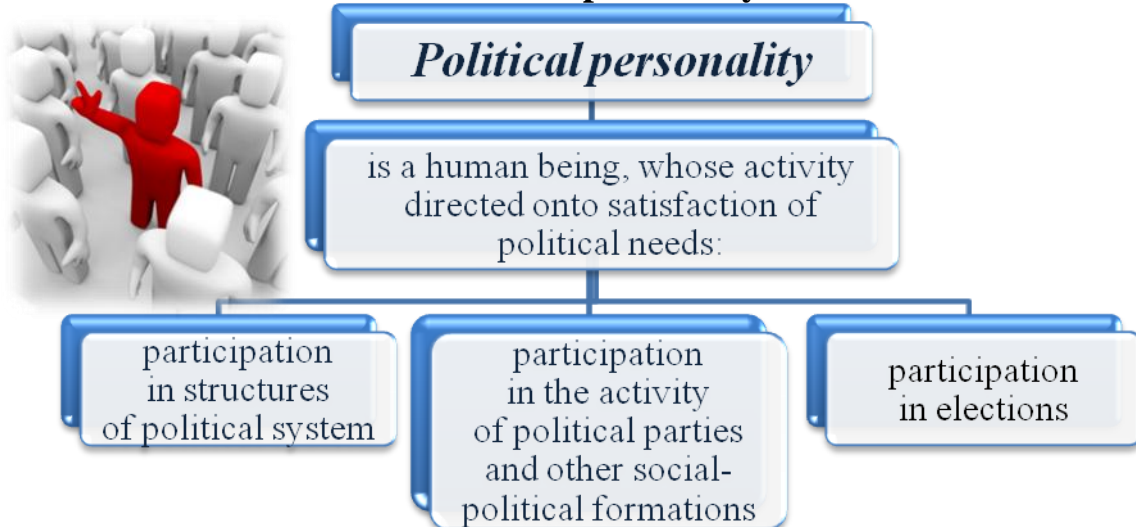 Political personality
is a human being, whose activity
directed onto satisfaction of
political needs:
participation
in structures
of political system
participation
in the activity
of political parties
and other social-
political formations
participation
in elections